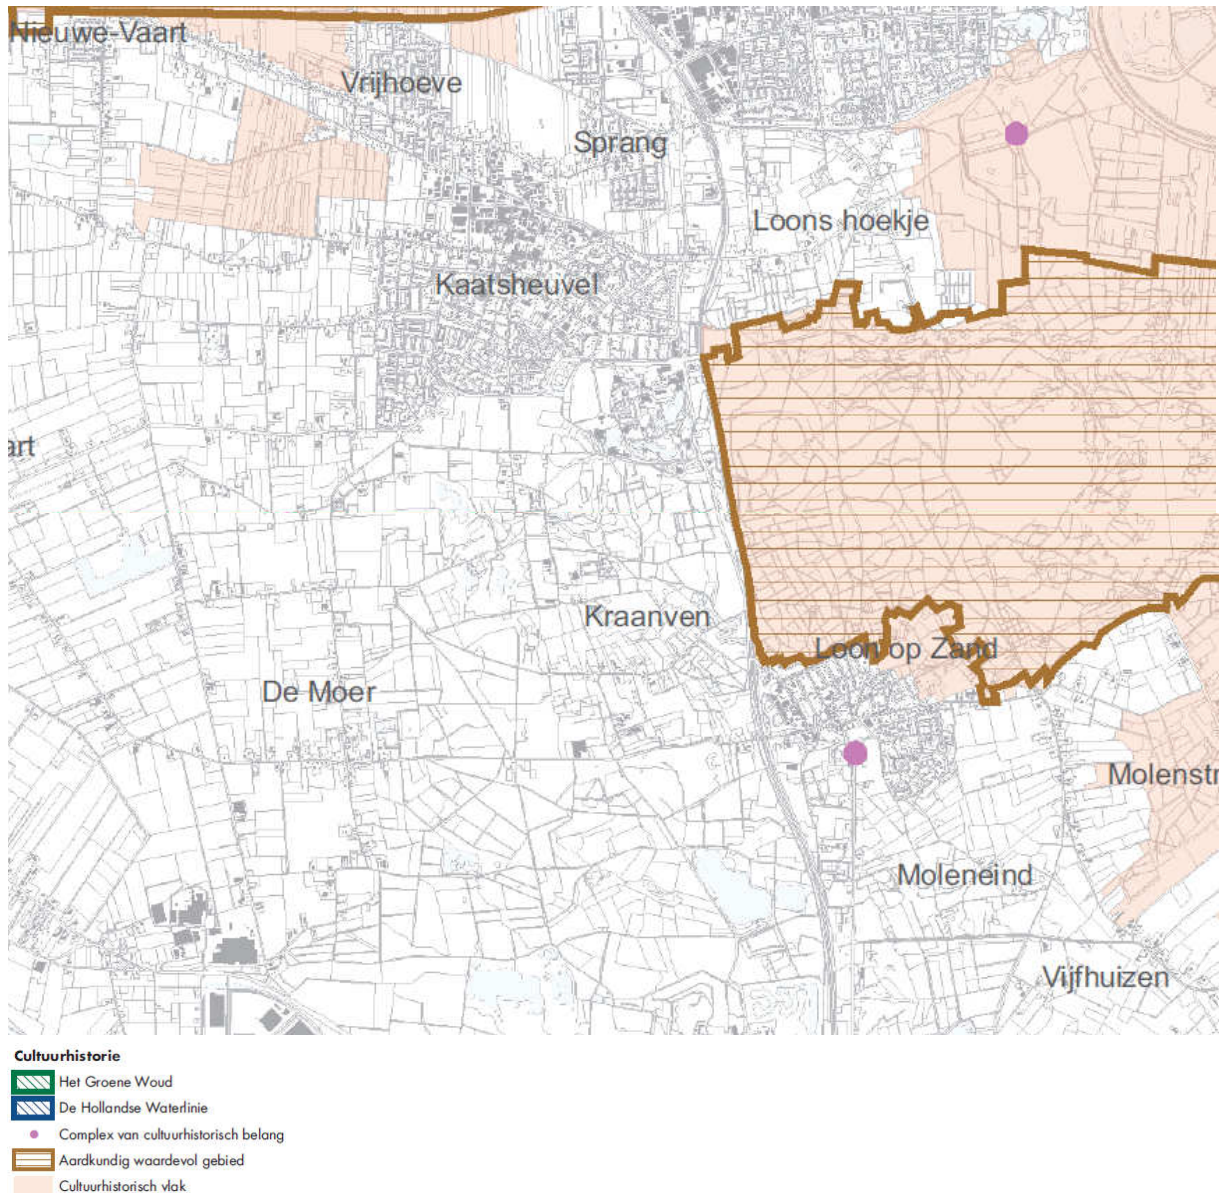 Nieuwe-Vaart
Vrijhoeve
Sprang
Loons hoekje
Kaatsheuvel
art
Kraanven
Loon op Zand
De Moer
Molenstr
Moleneind
Vijfhuizen
Cultuurhistorie
Het Groene Woud
De Hollandse Waterlinie
Complex van cultuurhistorisch belang
Aardkundig waardevol gebied
Cultuurhistorisch vlak